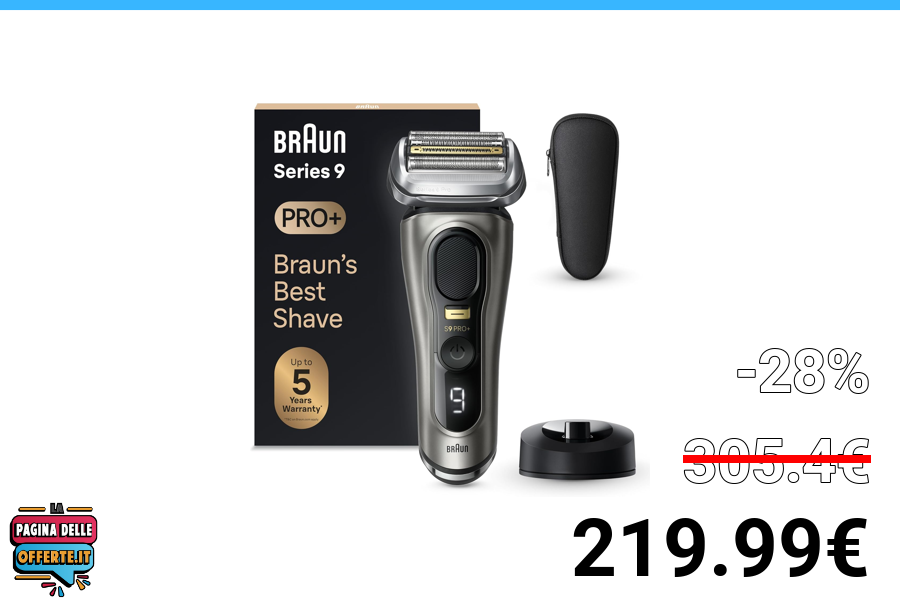 braun
BRAUN
Series 9
PRO+
Braun's
Best
Shave
Up to
5
Years
Warranty*
S9 PRO+
9
BRAUN
-28%
305.4€
219.99€
LA
PAGINA DELLE
OFFERTE.IT